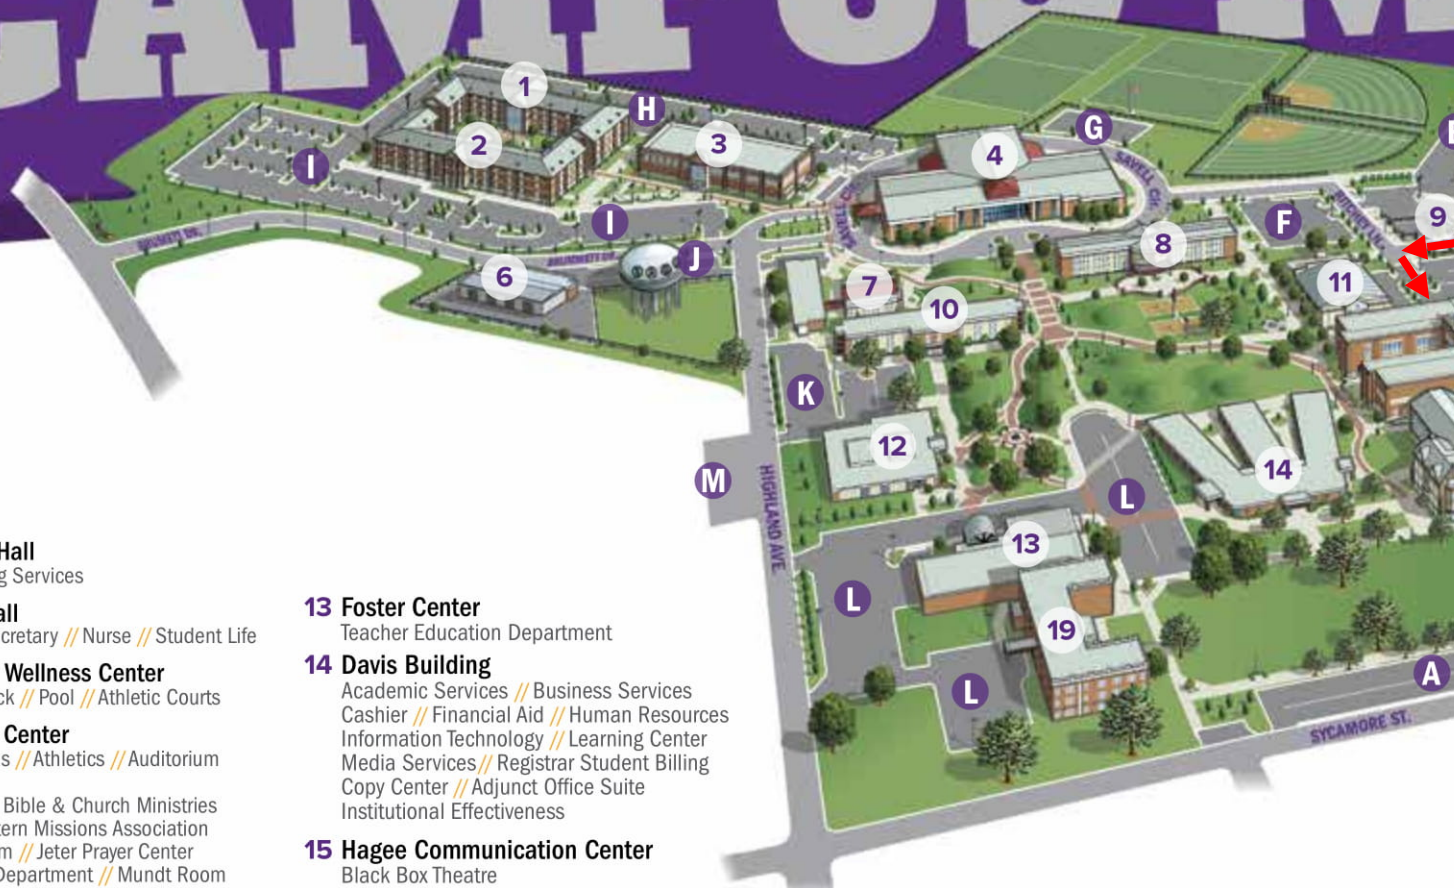 CAMPUS M
1
H
2
3
G
I
4
SAYELL CIR.
F
9
I
8
J
6
7
11
10
K
12
14
M
HIGHLAND AVE.
L
13
L
19
A
L
SYCAMORE ST.
Hall
g Services
all
cretary // Nurse // Student Life
Wellness Center
ck // Pool // Athletic Courts
Center
s // Athletics // Auditorium
Bible & Church Ministries
tern Missions Association
m // Jeter Prayer Center
Department // Mundt Room
13 Foster Center
Teacher Education Department
14 Davis Building
Academic Services // Business Services
Cashier // Financial Aid // Human Resources
Information Technology // Learning Center
Media Services // Registrar Student Billing
Copy Center // Adjunct Office Suite
Institutional Effectiveness
15 Hagee Communication Center
Black Box Theatre